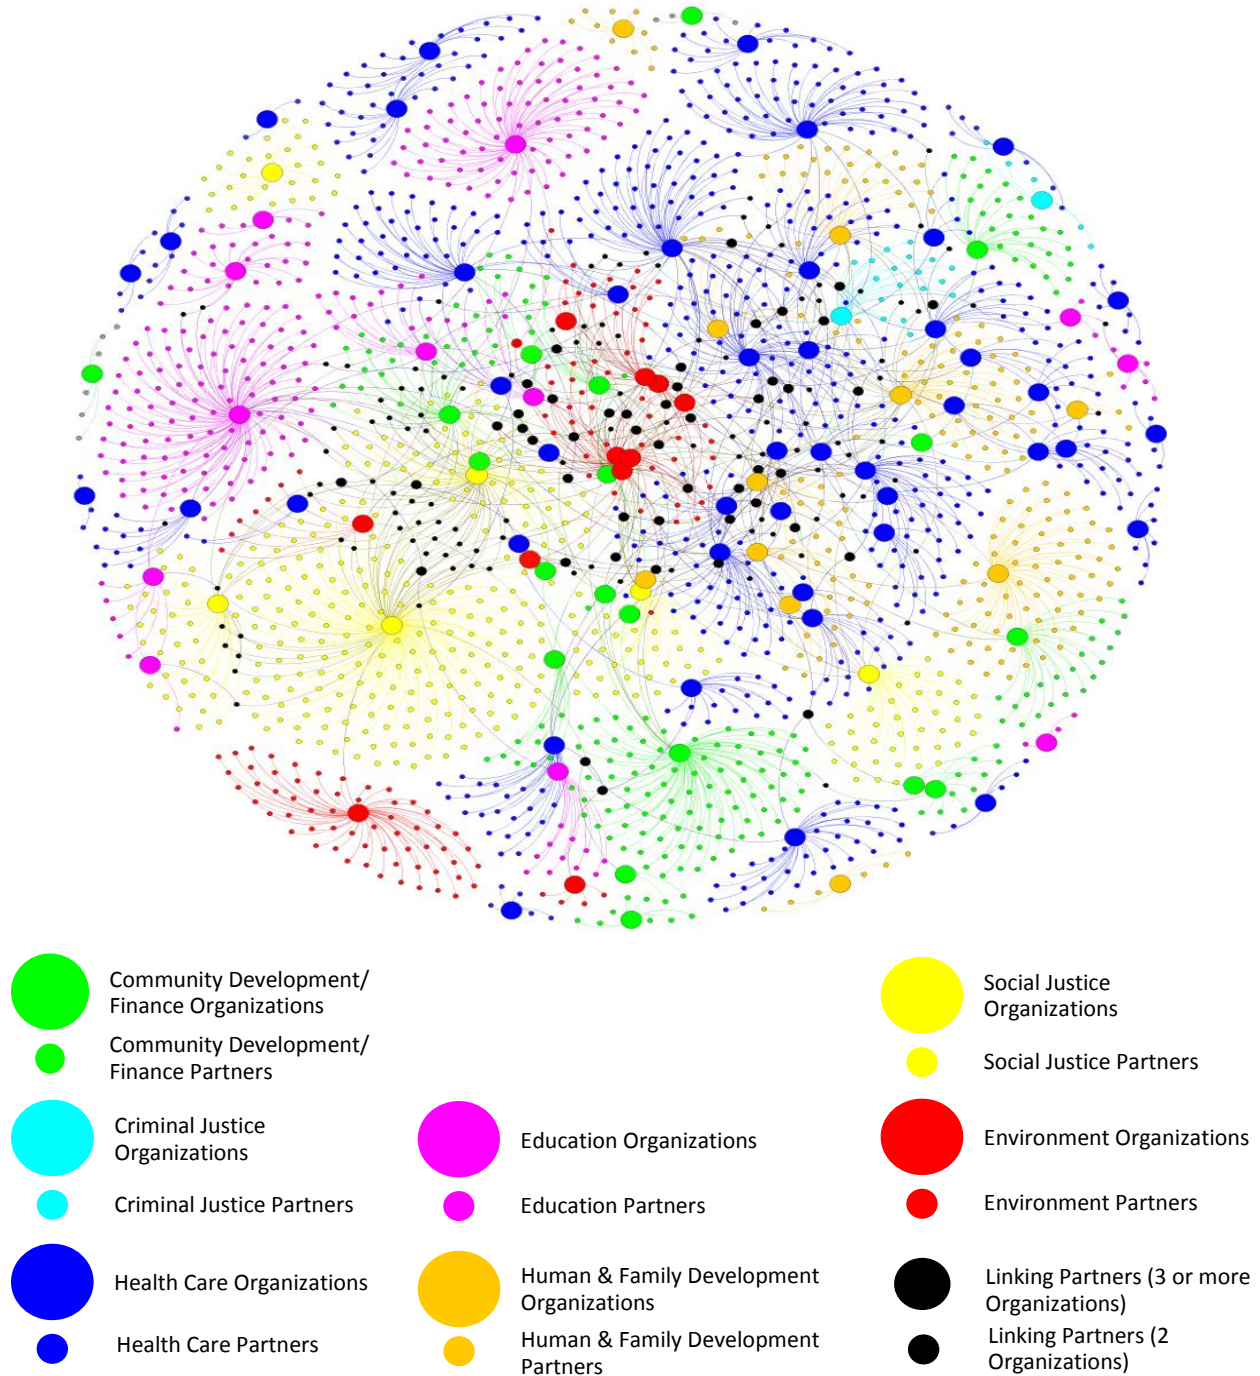 Community Development/
Finance Organizations
Community Development/
Finance Partners
Criminal Justice
Organizations
Criminal Justice Partners
Health Care Organizations
Health Care Partners
Education Organizations
Education Partners
Human & Family Development
Organizations
Human & Family Development
Partners
Social Justice
Organizations
Social Justice Partners
Environment Organizations
Environment Partners
Linking Partners (3 or more
Organizations)
Linking Partners (2
Organizations)